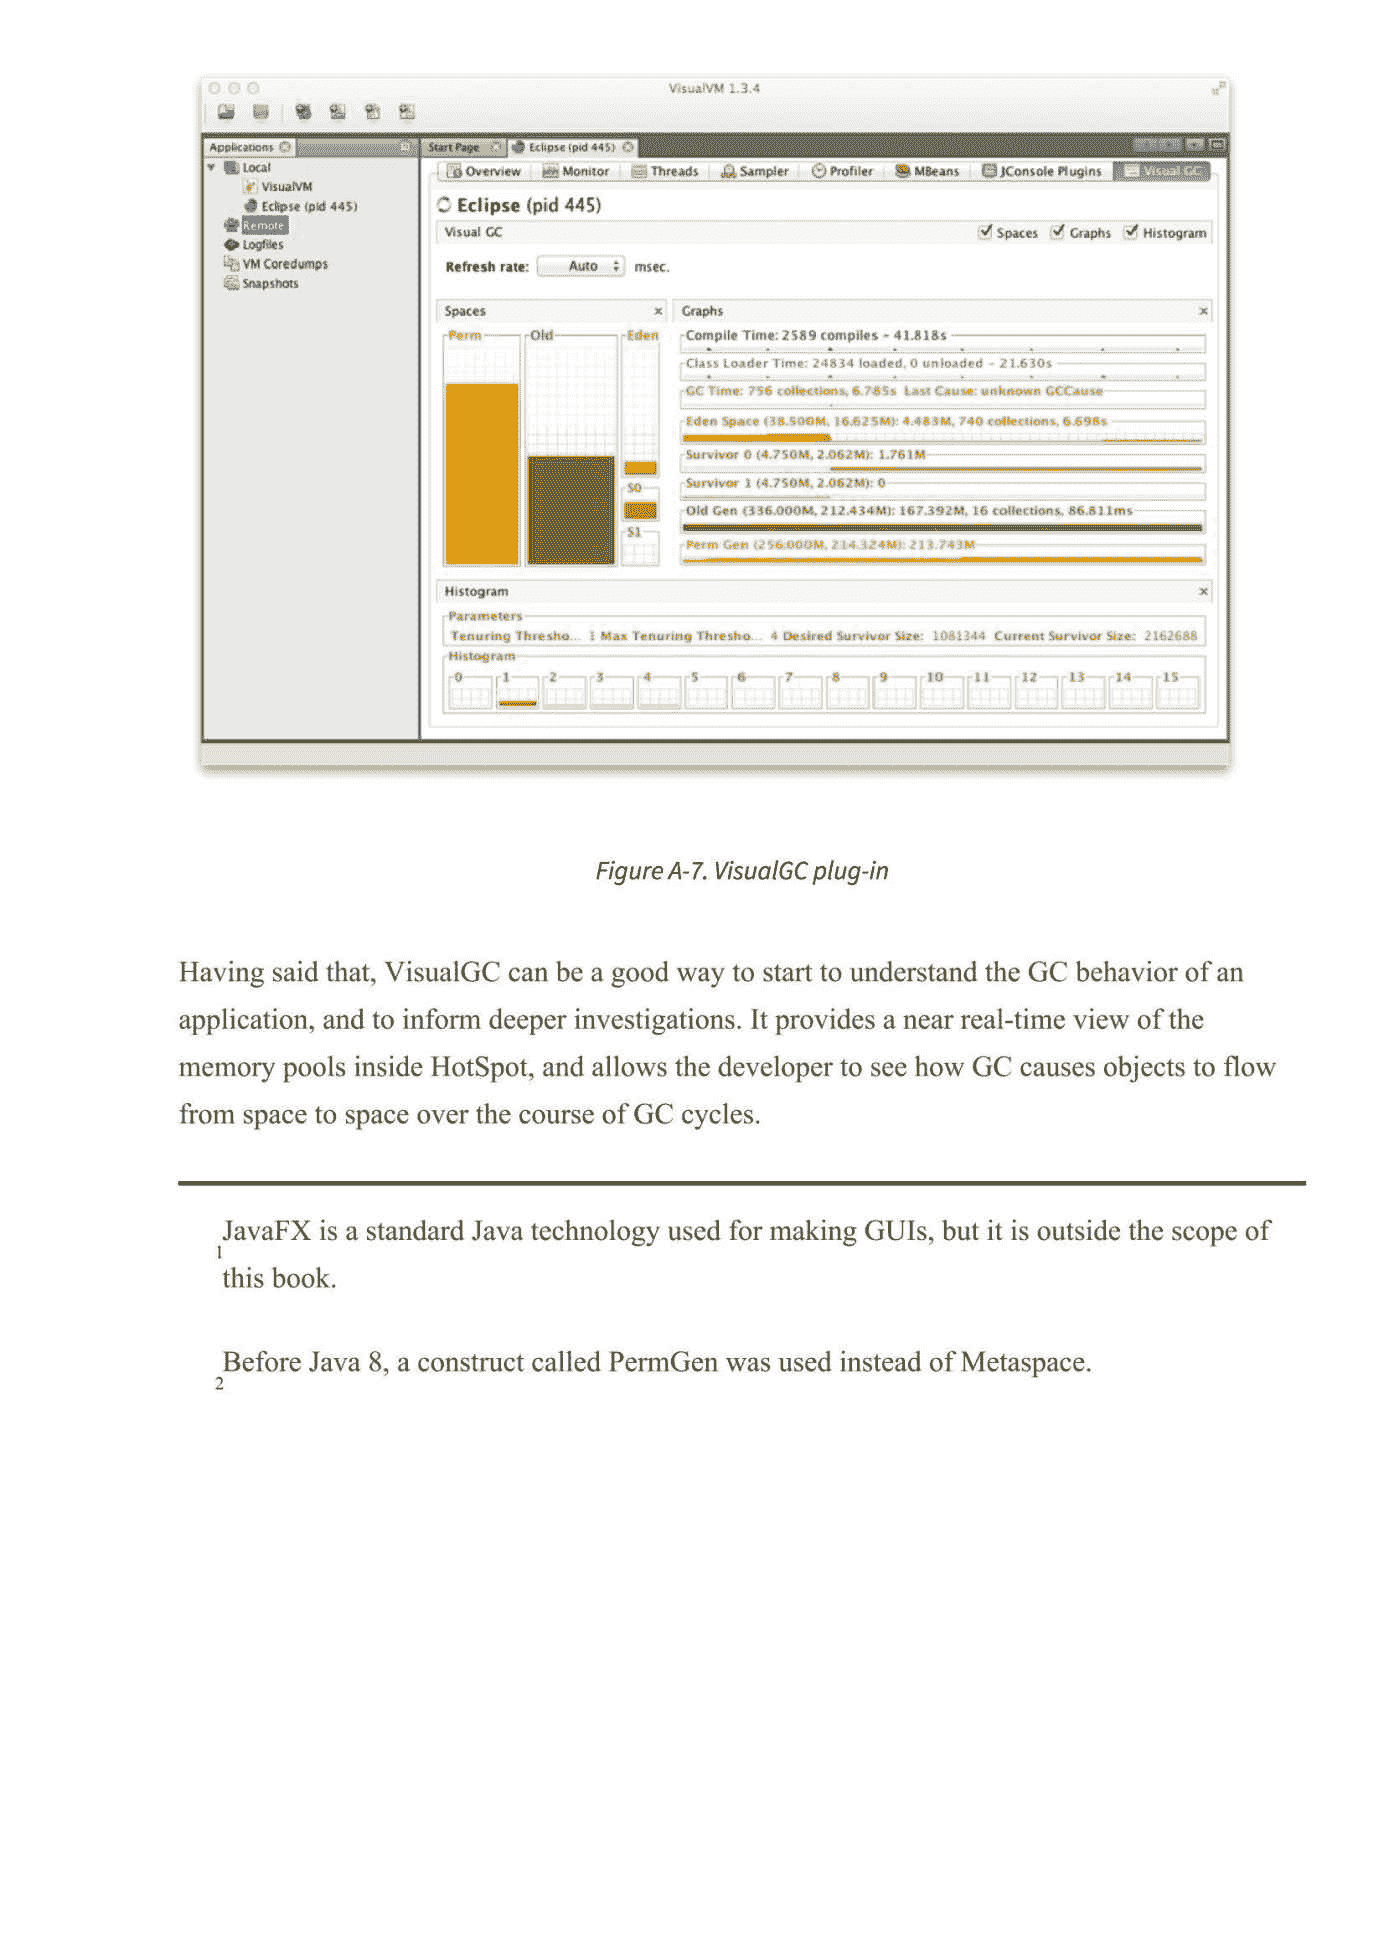 VisualVM 1.3.4
Applications
Start Page
Eclipse (pid 445)
Local
VisualVM
Eclipse (pid 445)
Remote
Logfiles
VM Coredumps
Snapshots
Overview Monitor Threads Sampler Profiler MBeans JConsole Plugins Visual GC
Eclipse (pid 445)
Visual GC
Spaces Graphs Histogram
Refresh rate: Auto msec.
Spaces
Perm Old Eden
S0
S1
Graphs
Compile Time: 2589 compiles - 41.818s
Class Loader Time: 24834 loaded, 0 unloaded - 21.630s
GC Time: 756 collections, 6.785s Last Cause: unknown GCCause
Eden Space (38.500M, 16.625M): 4.483M, 740 collections, 6.698s
Survivor 0 (4.750M, 2.062M): 1.761M
Survivor 1 (4.750M, 2.062M): 0
Old Gen (336.000M, 212.434M): 167.392M, 16 collections, 86.811ms
Perm Gen (256.000M, 214.324M): 213.743M
Histogram
Parameters
Tenuring Thresho... 1 Max Tenuring Thresho... 4 Desired Survivor Size: 1081344 Current Survivor Size: 2162688
Histogram
0 1 2 3 4 5 6 7 8 9 10 11 12 13 14 15
Figure A-7. VisualGC plug-in
Having said that, VisualGC can be a good way to start to understand the GC behavior of an
application, and to inform deeper investigations. It provides a near real-time view of the
memory pools inside HotSpot, and allows the developer to see how GC causes objects to flow
from space to space over the course of GC cycles.
1 JavaFX is a standard Java technology used for making GUIs, but it is outside the scope of
this book.
2 Before Java 8, a construct called PermGen was used instead of Metaspace.